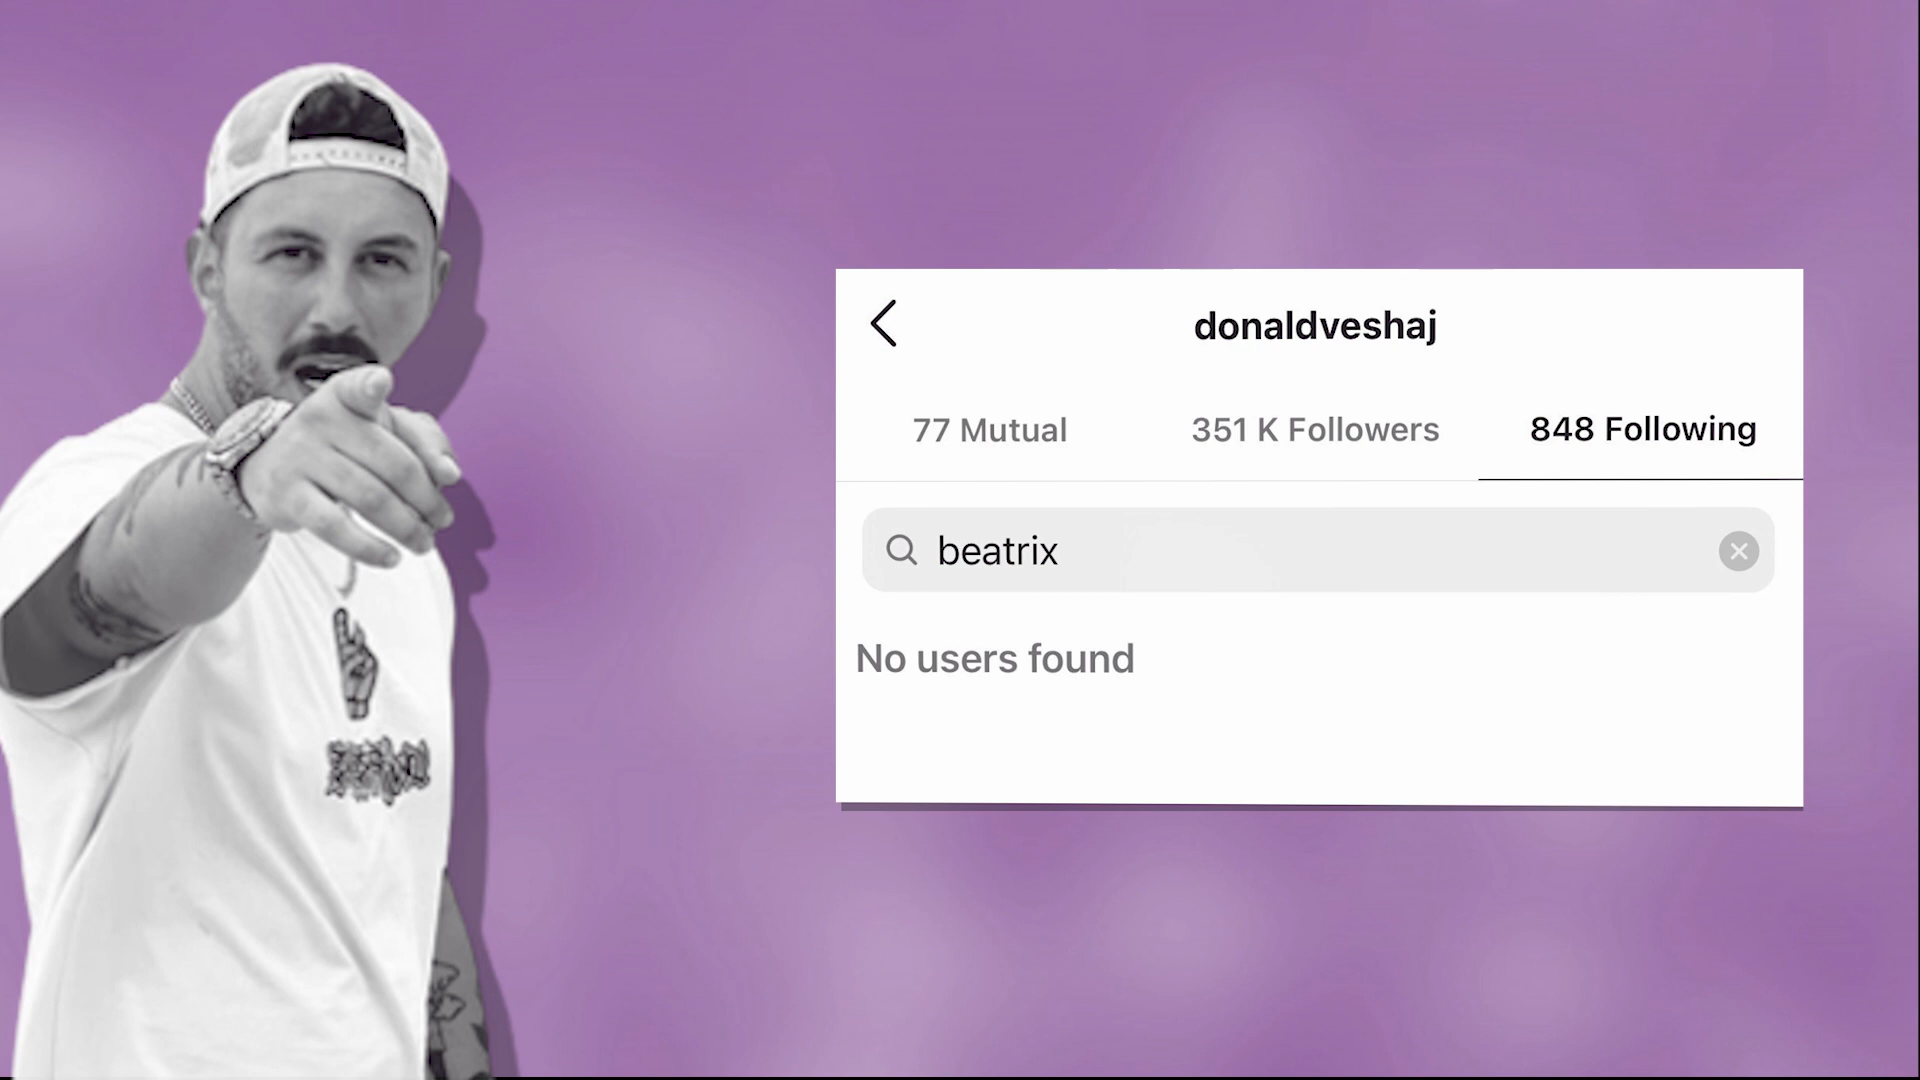 donaldveshaj
77 Mutual 351 K Followers 848 Following
beatrix
No users found